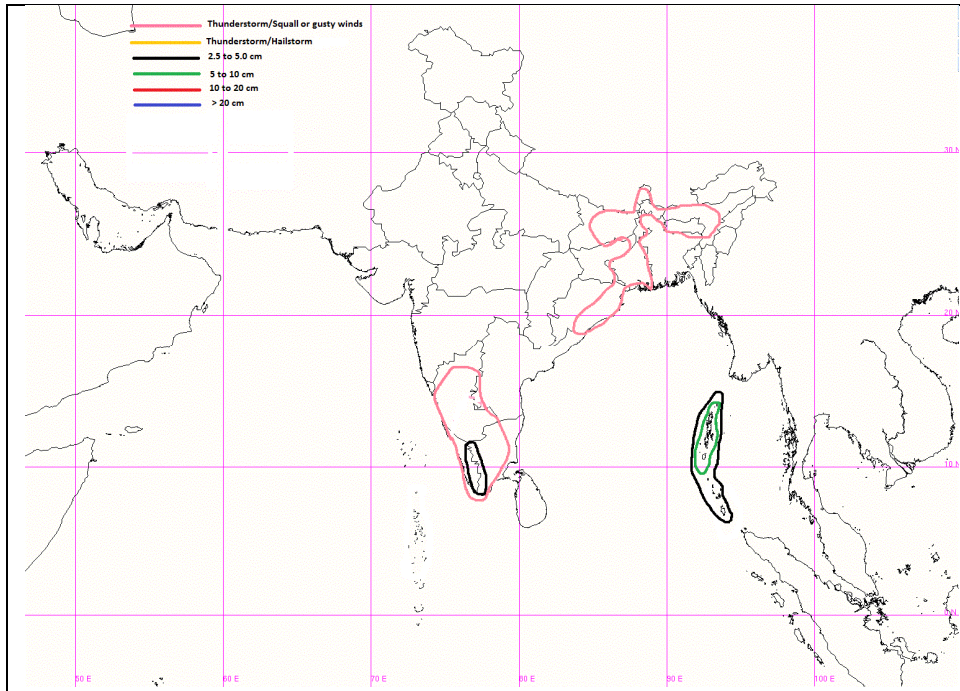 Thunderstorm/Squall or gusty winds
Thunderstorm/Hailstorm
2.5 to 5.0 cm
5 to 10 cm
10 to 20 cm
> 20 cm
30 N
20 N
10 N
0 N
50 E
60 E
70 E
80 E
90 E
100 E